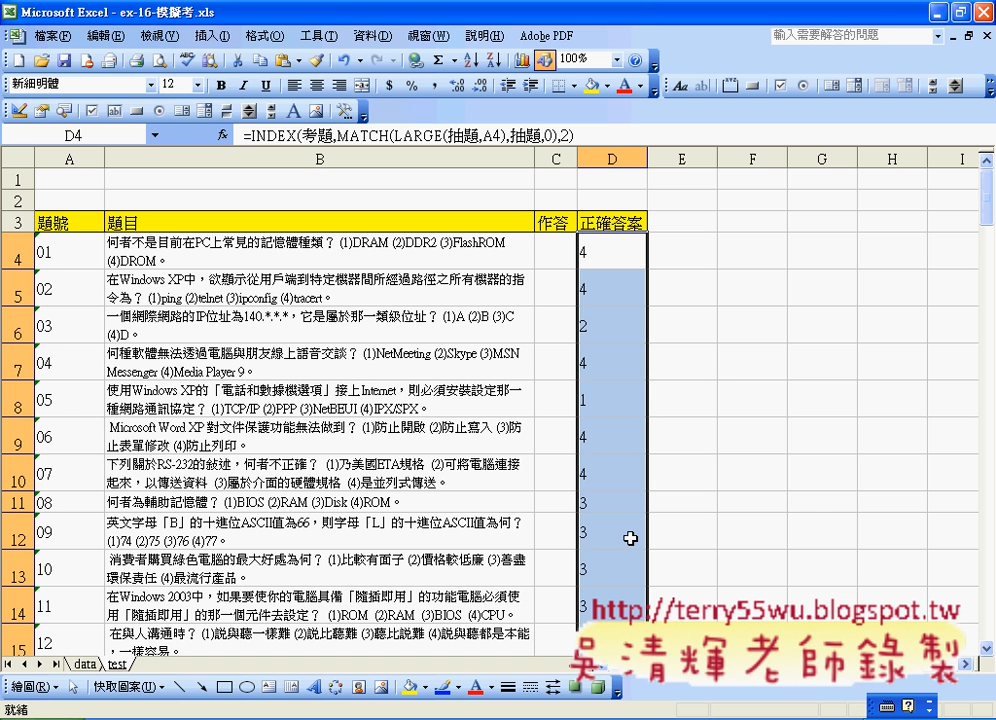 Microsoft Excel - ex-16-模擬考.xls
檔案(F) 編輯(E) 檢視(V) 插入(I) 格式(O) 工具(T) 資料(D) 視窗(W) 說明(H) Adobe PDF 輸入需要解答的問題
100%
新細明體 12 B I U
D4 fx =INDEX(考題,MATCH(LARGE(抽題,A4),抽題,0),2)
A B C D E F G H I
1
2
3 題號 題目 作答 正確答案
4 01 何者不是目前在PC上常見的記憶體種類？ (1)DRAM (2)DDR2 (3)FlashROM 4
(4)DROM。
5 02 在Windows XP中，欲顯示從用戶端到特定機器間所經過路徑之所有機器的指 4
令為？ (1)ping (2)telnet (3)ipconfig (4)tracert。
6 03 一個網際網路的IP位址為140.*.*.*，它是屬於那一類級位址？ (1)A (2)B (3)C 2
(4)D。
7 04 何種軟體無法透過電腦與朋友線上語音交談？ (1)NetMeeting (2)Skype (3)MSN 4
Messenger (4)Media Player 9。
8 05 使用Windows XP的「電話和數據機選項」接上Internet，則必須安裝設定那一 1
種網路通訊協定？ (1)TCP/IP (2)PPP (3)NetBEUI (4)IPX/SPX。
9 06 Microsoft Word XP 對文件保護功能無法做到？ (1)防止開啟 (2)防止寫入 (3)防 4
止表單修改 (4)防止列印。
10 07 下列關於RS-232的敘述，何者不正確？ (1)乃美國ETA規格 (2)可將電腦連接 4
起來，以傳送資料 (3)屬於介面的硬體規格 (4)是並列式傳送。
11 08 何者為輔助記憶體？ (1)BIOS (2)RAM (3)Disk (4)ROM。 3
12 09 英文字母「B」的十進位ASCII值為66，則字母「L」的十進位ASCII值為何？ 3
(1)74 (2)75 (3)76 (4)77。
13 10 消費者購買綠色電腦的最大好處為何？ (1)比較有面子 (2)價格較低廉 (3)善盡 3
環保責任 (4)最流行產品。
14 11 在Windows 2003中，如果要使你的電腦具備「隨插即用」的功能電腦必須使 3
用「隨插即用」的那一個元件去設定？ (1)ROM (2)RAM (3)BIOS (4)CPU。
15 12 在與人溝通時？ (1)說與聽一樣難 (2)說比聽難 (3)聽比說難 (4)說與聽都是本能
，一樣容易。
http://terry55wu.blogspot.tw
吳清輝老師錄製
data test
繪圖(R) 快取圖案(U)
就緒